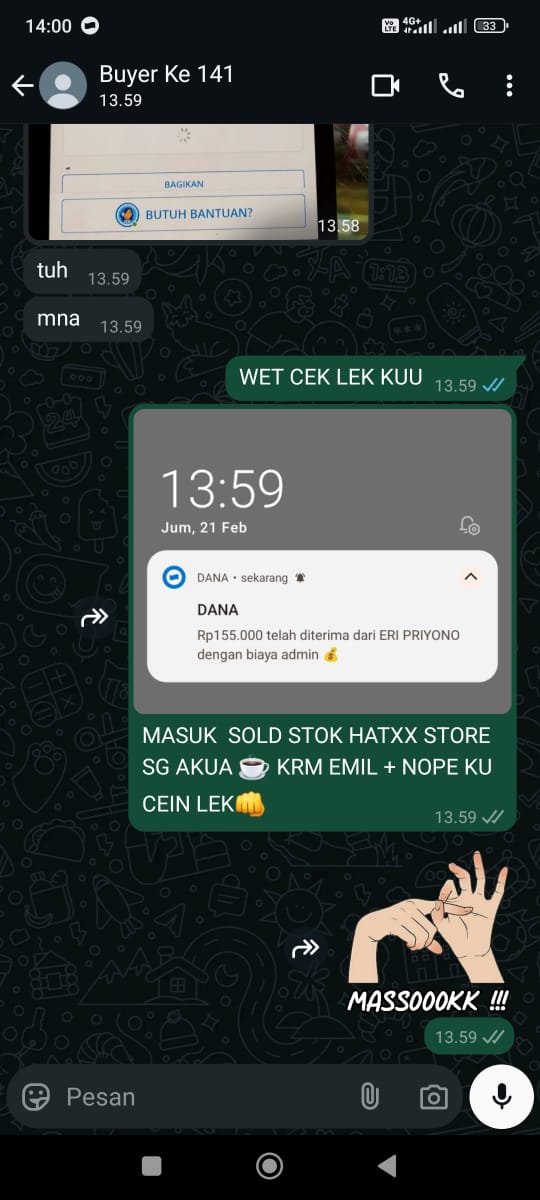 14:00
Vo LTE 4G+ 33
Buyer Ke 141
13.59
BAGIKAN
BUTUH BANTUAN?
13.58
tuh 13.59
mna 13.59
WET CEK LEK KUU 13.59
13:59
Jum, 21 Feb
DANA • sekarang
DANA
Rp155.000 telah diterima dari ERI PRIYONO
dengan biaya admin 💰
MASUK SOLD STOK HATXX STORE
SG AKUA ☕ KRM EMIL + NOPE KU
CEIN LEK👊
13.59
MASSOOOKK !!!
13.59
Pesan